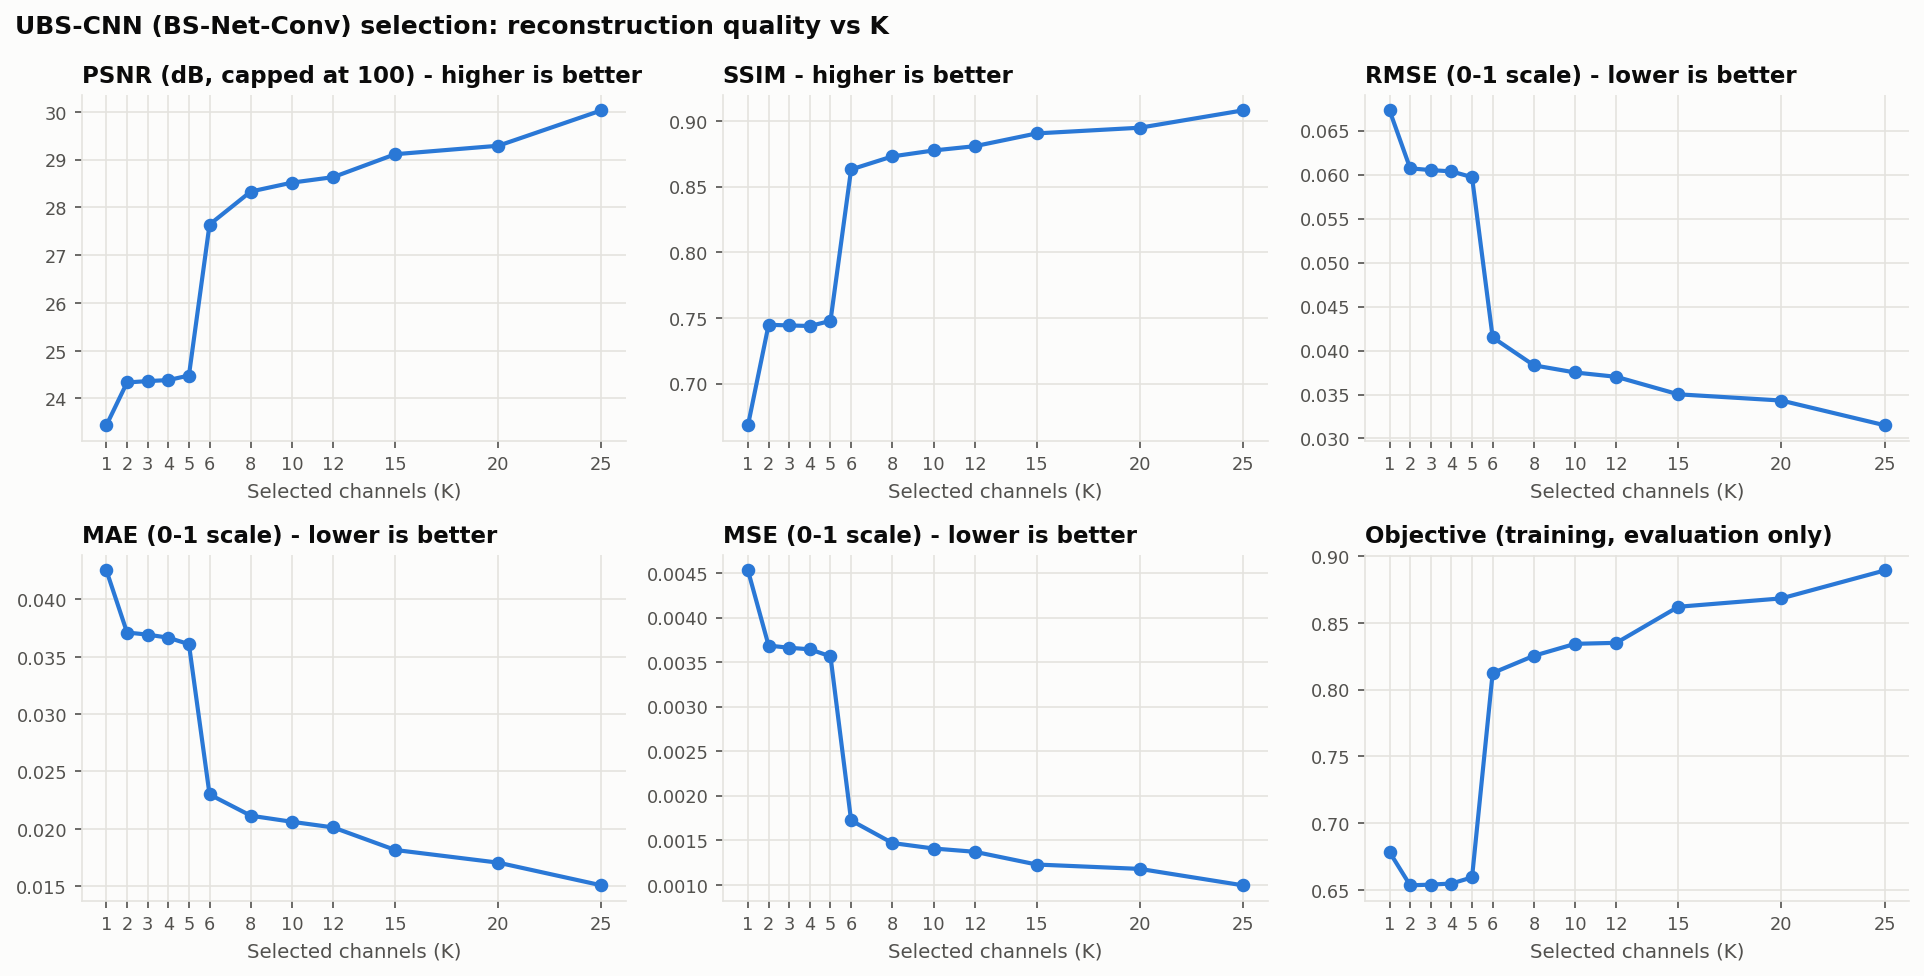 UBS-CNN (BS-Net-Conv) selection: reconstruction quality vs K
PSNR (dB, capped at 100) - higher is better
30
29
28
27
26
25
24
1 2 3 4 5 6 8 10 12 15 20 25
Selected channels (K)
SSIM - higher is better
0.90
0.85
0.80
0.75
0.70
1 2 3 4 5 6 8 10 12 15 20 25
Selected channels (K)
RMSE (0-1 scale) - lower is better
0.065
0.060
0.055
0.050
0.045
0.040
0.035
0.030
1 2 3 4 5 6 8 10 12 15 20 25
Selected channels (K)
MAE (0-1 scale) - lower is better
0.040
0.035
0.030
0.025
0.020
0.015
1 2 3 4 5 6 8 10 12 15 20 25
Selected channels (K)
MSE (0-1 scale) - lower is better
0.0045
0.0040
0.0035
0.0030
0.0025
0.0020
0.0015
0.0010
1 2 3 4 5 6 8 10 12 15 20 25
Selected channels (K)
Objective (training, evaluation only)
0.90
0.85
0.80
0.75
0.70
0.65
1 2 3 4 5 6 8 10 12 15 20 25
Selected channels (K)